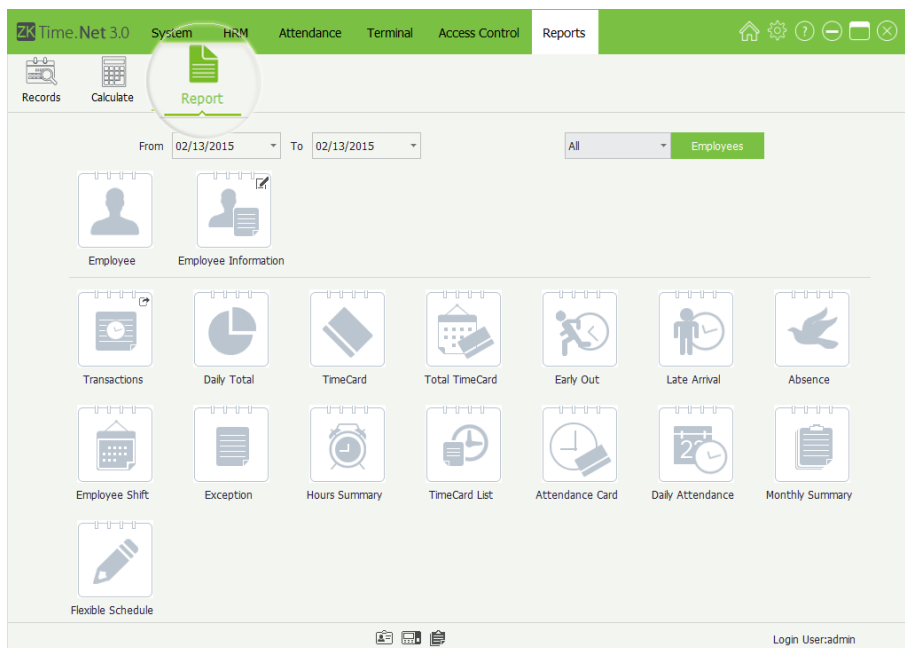 ZK Time.Net 3.0 System HRM Attendance Terminal Access Control Reports
Records Calculate Report
From 02/13/2015 To 02/13/2015 All Employees
Employee Employee Information
Transactions Daily Total TimeCard Total TimeCard Early Out Late Arrival Absence
Employee Shift Exception Hours Summary TimeCard List Attendance Card Daily Attendance Monthly Summary
Flexible Schedule
Login User:admin